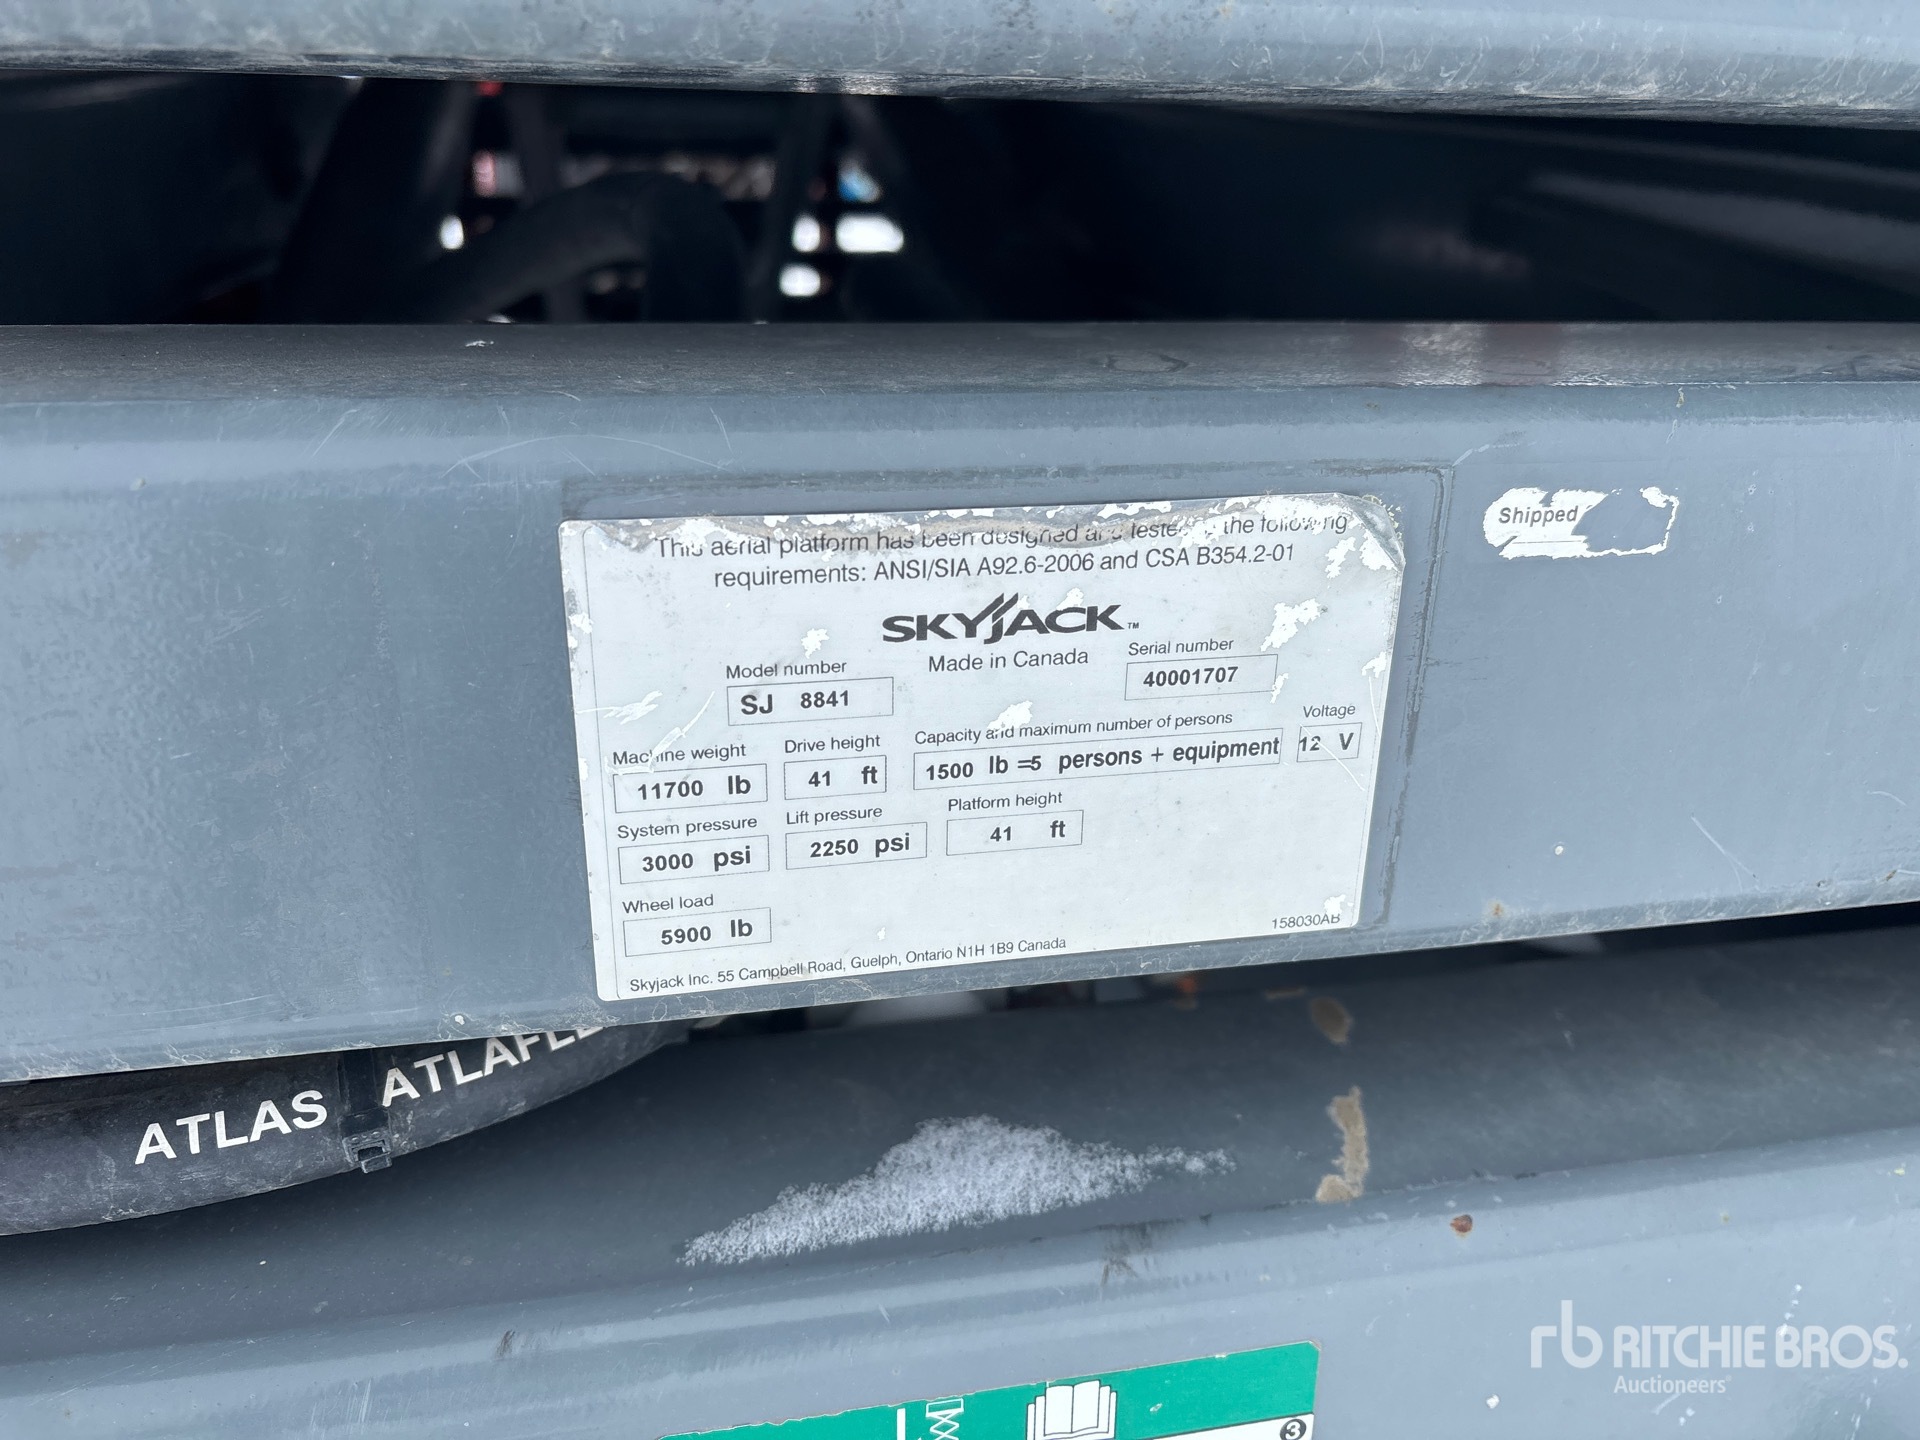 This aerial platform has been designed and tested the following
requirements: ANSI/SIA A92.6-2006 and CSA B354.2-01
SKYJACK™
Made in Canada
Model number
SJ 8841
Serial number
40001707
Machine weight
11700 lb
Drive height
41 ft
Capacity and maximum number of persons
1500 lb =5 persons + equipment
Voltage
12 V
System pressure
3000 psi
Lift pressure
2250 psi
Platform height
41 ft
Wheel load
5900 lb
158030AB
Skyjack Inc. 55 Campbell Road, Guelph, Ontario N1H 1B9 Canada
Shipped
ATLAS ATLAFLE
3
rb RITCHIE BROS.
Auctioneers